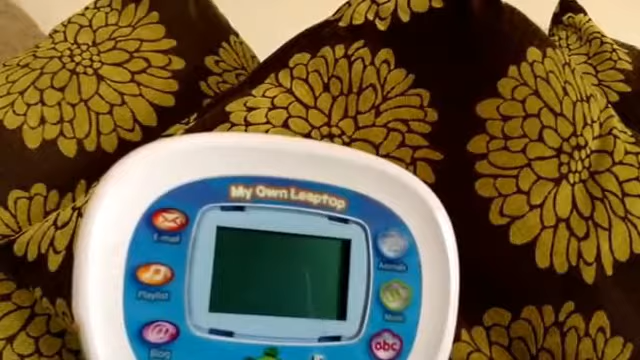 My Own Leaptop
E-mail
Animals
Playlist
Music
Blog
abc